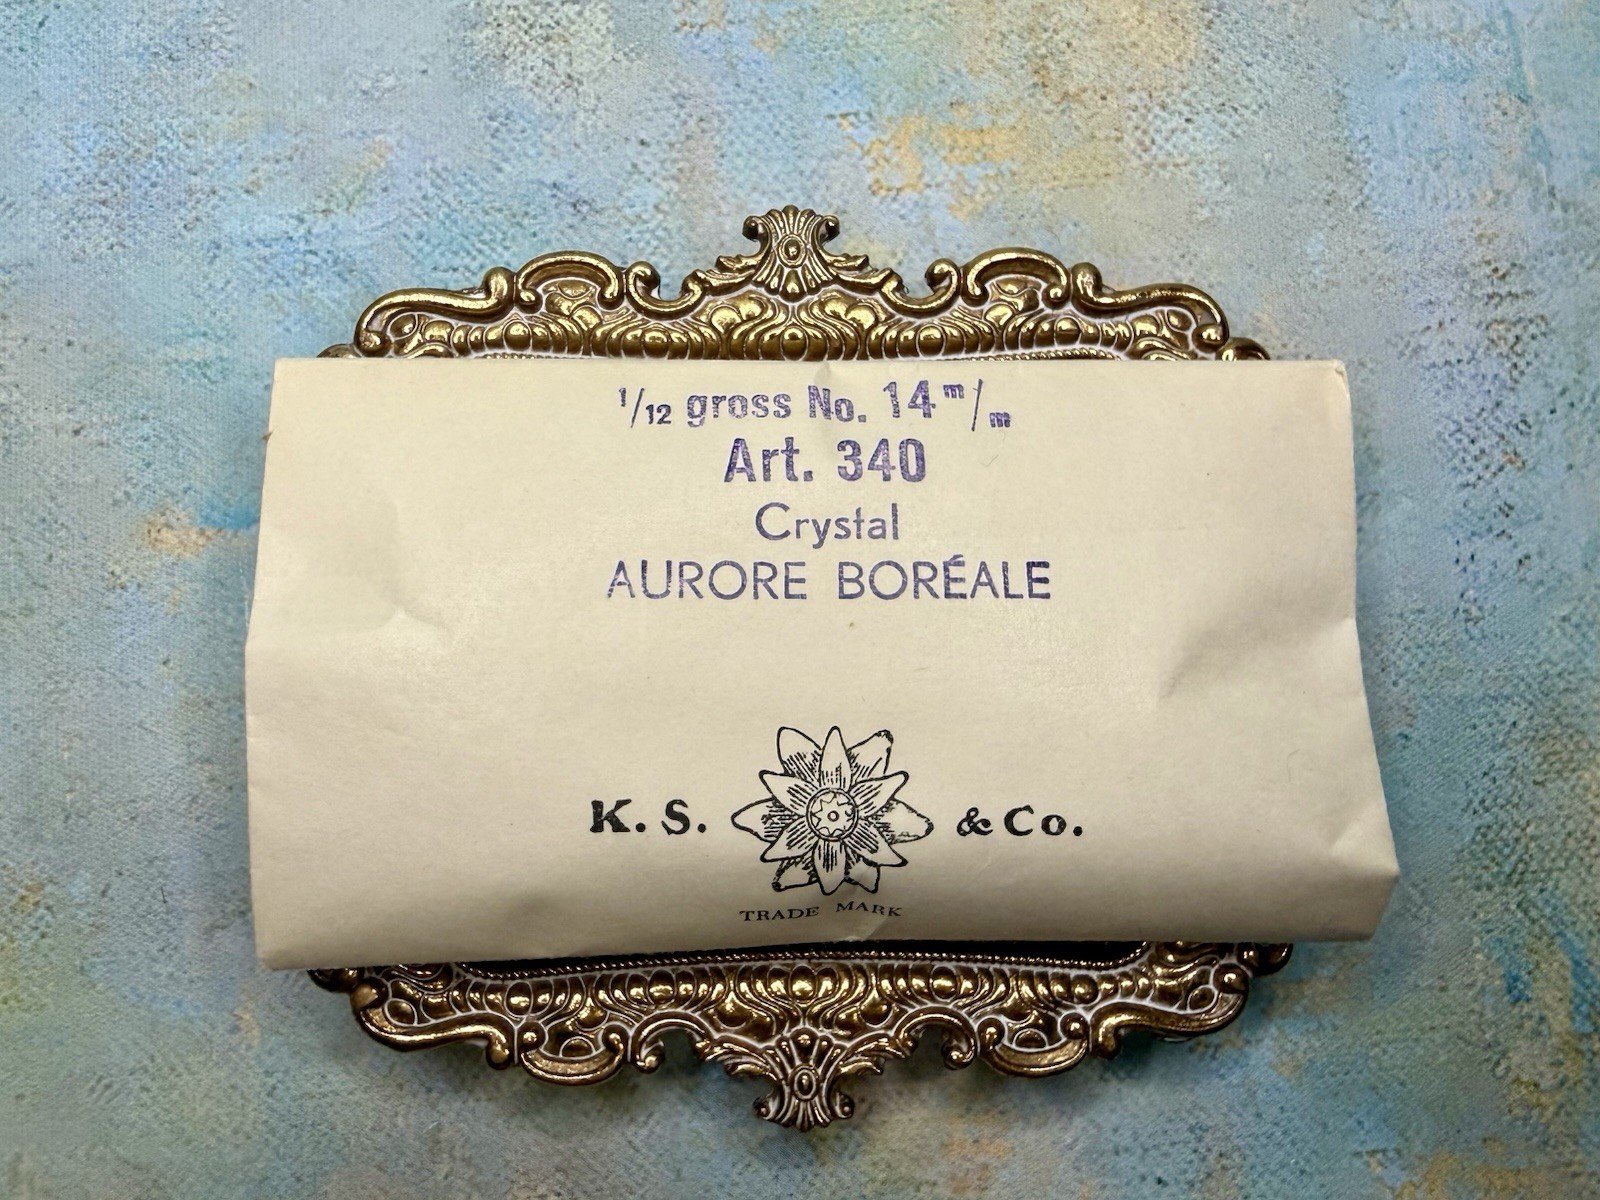 1/12 gross No. 14 m/m
Art. 340
Crystal
AURORE BORÉALE
K. S. & Co.
TRADE MARK